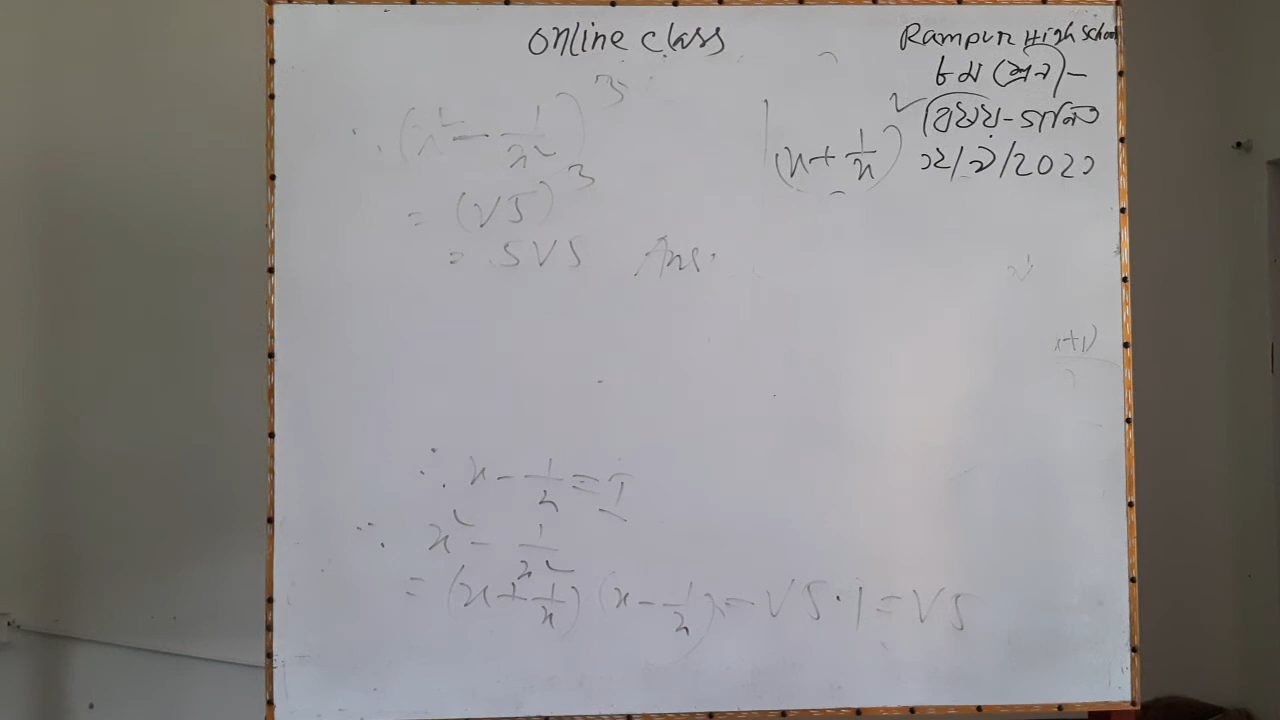 Online class
Rampur High School
৮ম (শ্রেণী)-
বিষয়-গণিত
১২/২/২০২১
(x² - 1/x²)³
= (√5)³
= 5√5 Ans.
(x + 1/x)²
∴ x - 1/x = 1
∴ x² - 1/x²
= (x + 1/x) (x - 1/x) = √5 · 1 = √5